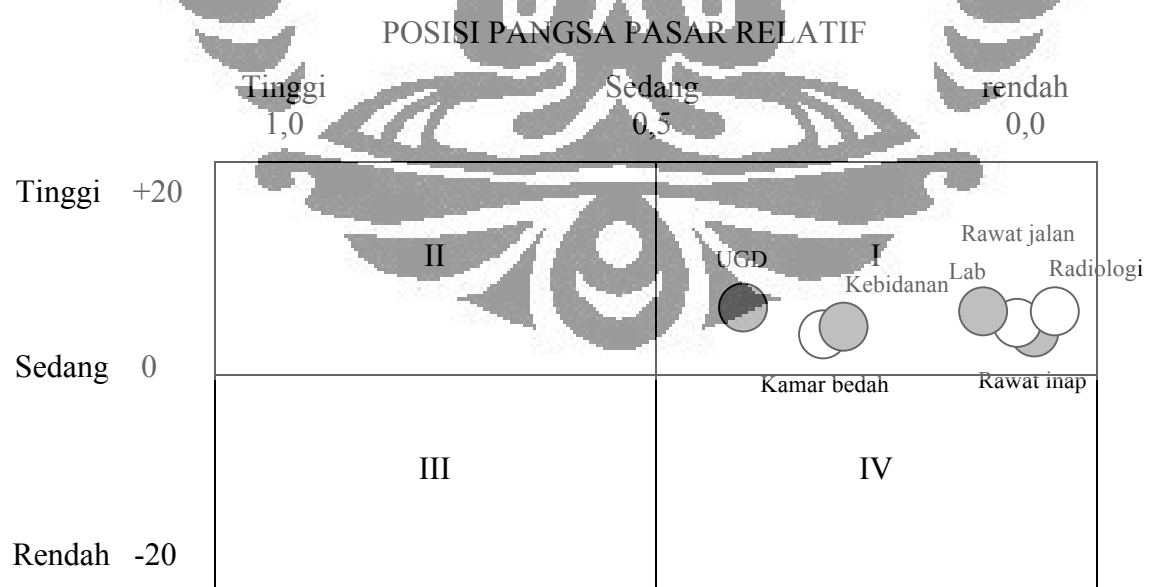 POSISI PANGSA PASAR RELATIF
Tinggi Sedang rendah
1,0 0,5 0,0
Tinggi +20
Rawat jalan
II UGD I
Lab Radiologi
Kebidanan
Sedang 0
Kamar bedah Rawat inap
III IV
Rendah -20